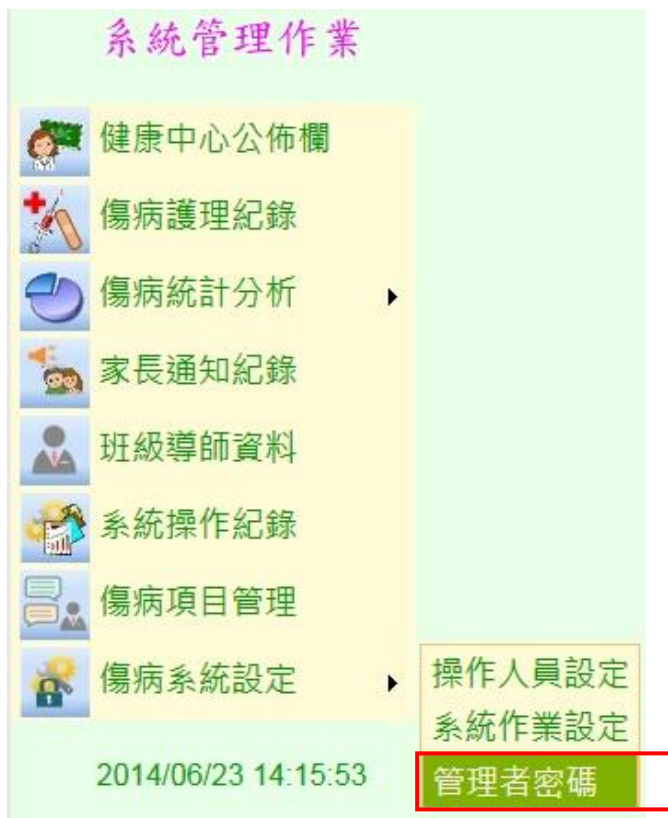 系統管理作業
健康中心公佈欄
傷病護理紀錄
傷病統計分析
家長通知紀錄
班級導師資料
系統操作紀錄
傷病項目管理
傷病系統設定
操作人員設定
系統作業設定
管理者密碼
2014/06/23 14:15:53